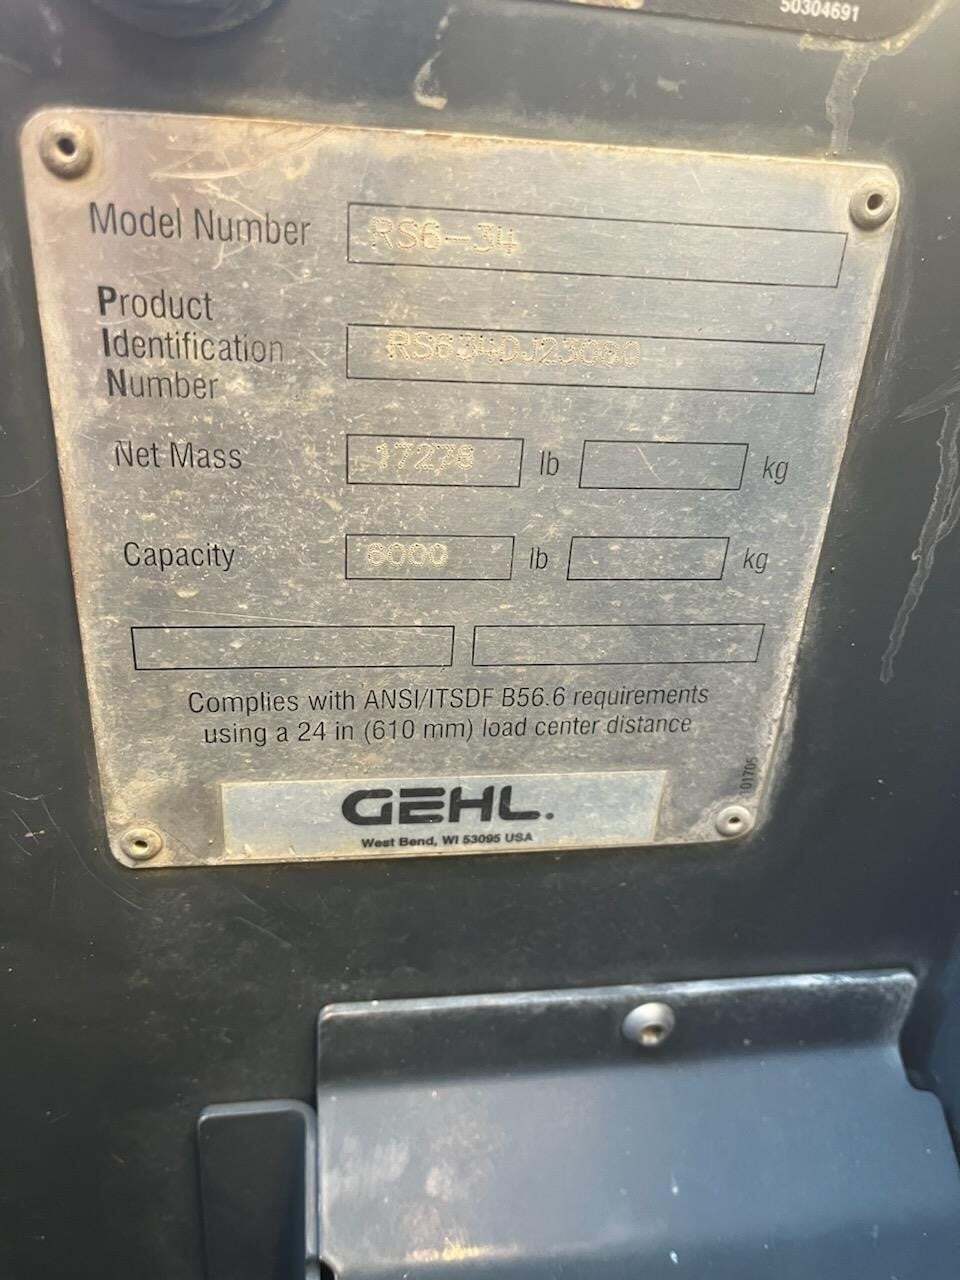 50304691
Model Number RS6-34
Product
Identification
Number
Net Mass lb kg
Capacity 6000 lb kg
Complies with ANSI/ITSDF B56.6 requirements
using a 24 in (610 mm) load center distance
GEHL.
West Bend, WI 53095 USA